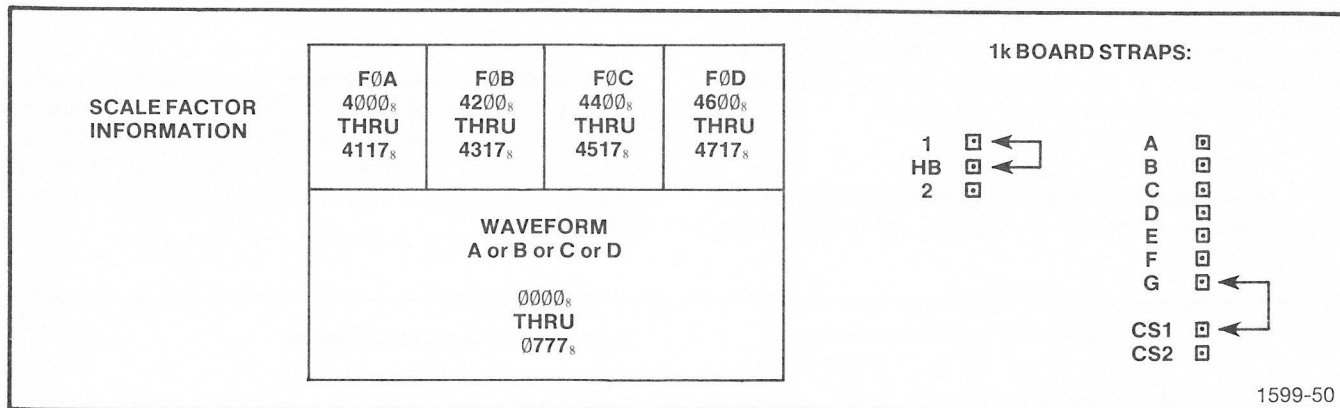 SCALE FACTOR
INFORMATION
FØA
4ØØØ₈
THRU
4117₈
FØB
42ØØ₈
THRU
4317₈
FØC
44ØØ₈
THRU
4517₈
FØD
46ØØ₈
THRU
4717₈
WAVEFORM
A or B or C or D
ØØØØ₈
THRU
Ø777₈
1k BOARD STRAPS:
1
HB
2
A
B
C
D
E
F
G
CS1
CS2
1599-50